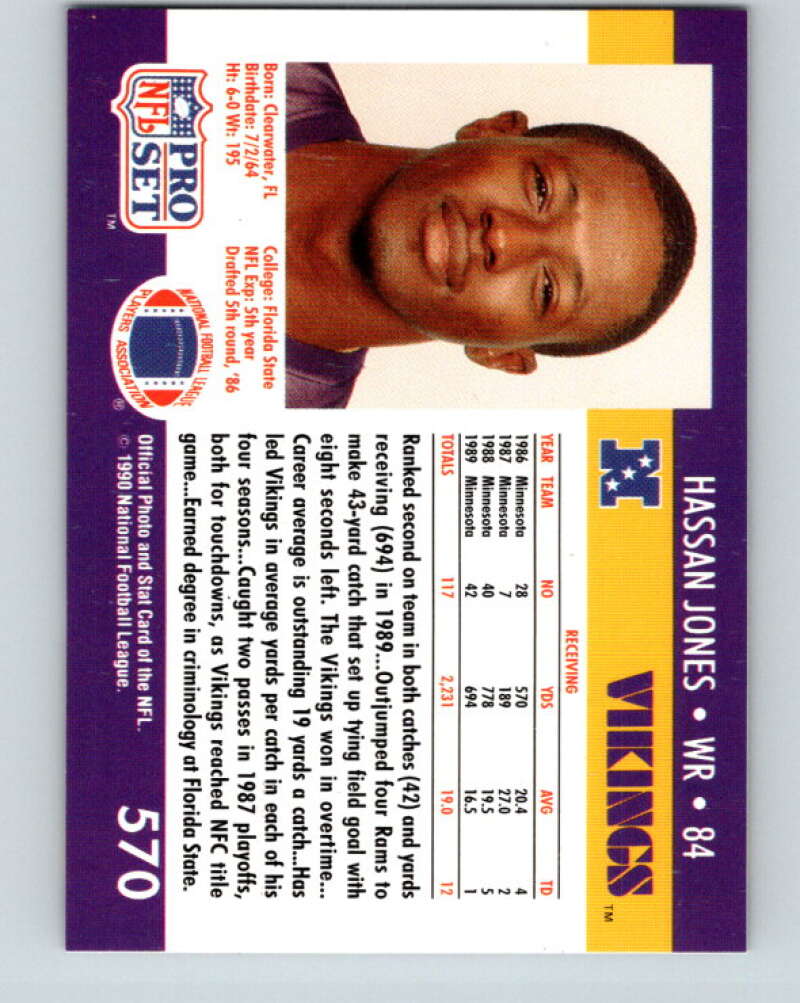 HASSAN JONES • WR • 84
N
VIKINGS™
Born: Clearwater, FL
Birthdate: 7/2/64
Ht: 6-0 Wt: 195
College: Florida State
NFL Exp: 5th year
Drafted 5th round, '86
RECEIVING
YEAR TEAM NO YDS AVG TD
1986 Minnesota 28 570 20.4 4
1987 Minnesota 7 189 27.0 2
1988 Minnesota 40 778 19.5 5
1989 Minnesota 42 694 16.5 1
TOTALS 117 2,231 19.0 12
Ranked second on team in both catches (42) and yards
receiving (694) in 1989...Outjumped four Rams to
make 43-yard catch that set up tying field goal with
eight seconds left. The Vikings won in overtime...
Career average is outstanding 19 yards a catch...Has
led Vikings in average yards per catch in each of his
four seasons...Caught two passes in 1987 playoffs,
both for touchdowns, as Vikings reached NFC title
game...Earned degree in criminology at Florida State.
NFL
PRO
SET
™
NATIONAL FOOTBALL LEAGUE
PLAYERS ASSOCIATION
®
Official Photo and Stat Card of the NFL.
© 1990 National Football League.
570